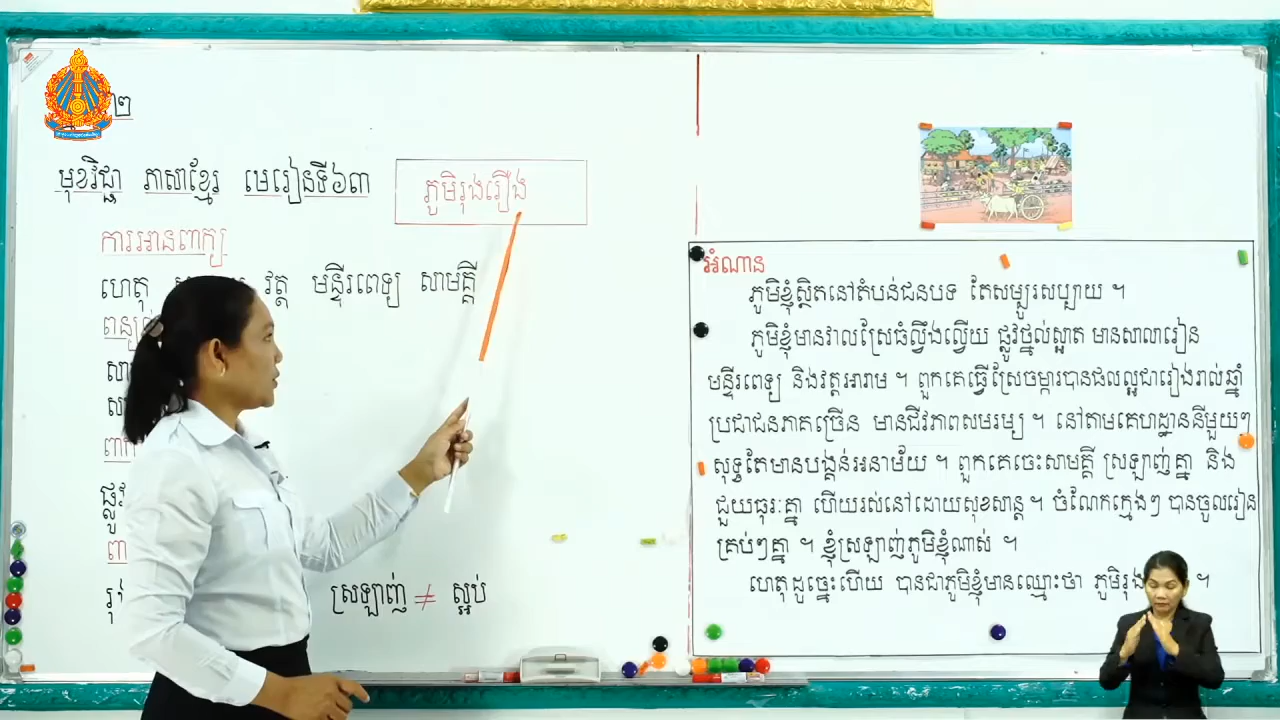 ២
មុខវិជ្ជា ភាសាខ្មែរ មេរៀនទី៦៣
ភូមិរុងរឿង
ការអានពាក្យ
ហេតុ វត្ត មន្ទីរពេទ្យ សាមគ្គី
ស្រឡាញ់ ≠ ស្អប់
អំណាន
ភូមិខ្ញុំស្ថិតនៅតំបន់ជនបទ តែសម្បូរសប្បាយ ។
ភូមិខ្ញុំមានវាលស្រែធំល្វឹងល្វើយ ផ្លូវថ្នល់ស្អាត មានសាលារៀន
មន្ទីរពេទ្យ និងវត្តអារាម ។ ពួកគេធ្វើស្រែចម្ការបានផលល្អជារៀងរាល់ឆ្នាំ
ប្រជាជនភាគច្រើន មានជីវភាពសមរម្យ ។ នៅតាមគេហដ្ឋាននីមួយៗ
សុទ្ធតែមានបង្គន់អនាម័យ ។ ពួកគេចេះសាមគ្គី ស្រឡាញ់គ្នា និង
ជួយធុរៈគ្នា ហើយរស់នៅដោយសុខសាន្ត ។ ចំណែកក្មេងៗ បានចូលរៀន
គ្រប់ៗគ្នា ។ ខ្ញុំស្រឡាញ់ភូមិខ្ញុំណាស់ ។
ហេតុដូច្នេះហើយ បានជាភូមិខ្ញុំមានឈ្មោះថា ភូមិរុង ។